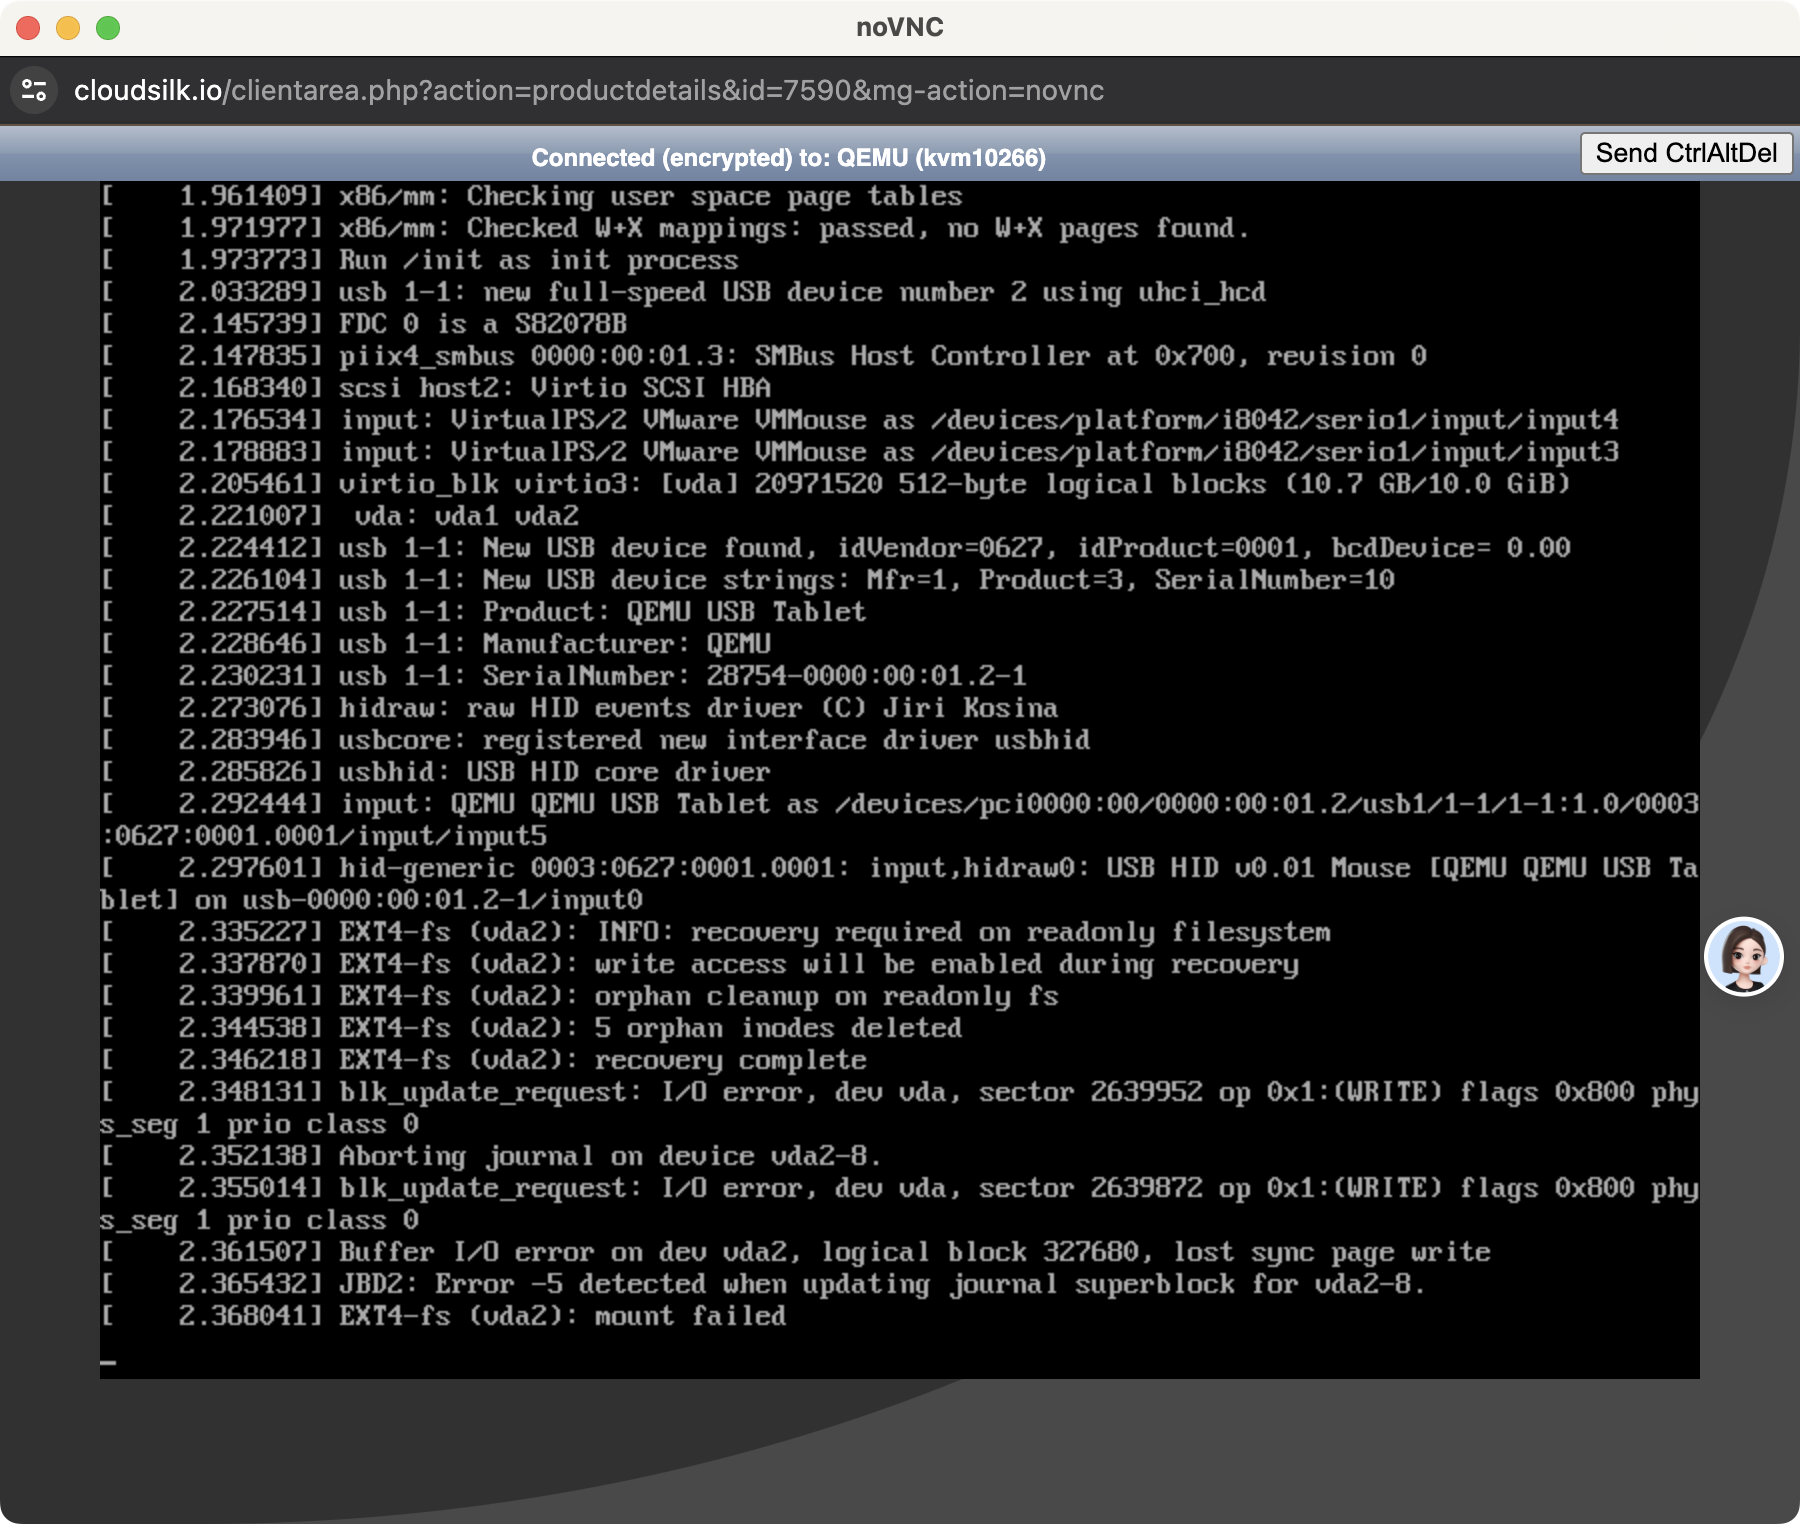 noVNC
cloudsilk.io/clientarea.php?action=productdetails&id=7590&mg-action=novnc
Connected (encrypted) to: QEMU (kvm10266)
Send CtrlAltDel
[    1.961409] x86/mm: Checking user space page tables
[    1.971977] x86/mm: Checked W+X mappings: passed, no W+X pages found.
[    1.973773] Run /init as init process
[    2.033289] usb 1-1: new full-speed USB device number 2 using uhci_hcd
[    2.145739] FDC 0 is a S82078B
[    2.147835] piix4_smbus 0000:00:01.3: SMBus Host Controller at 0x700, revision 0
[    2.168340] scsi host2: Virtio SCSI HBA
[    2.176534] input: VirtualPS/2 VMware VMMouse as /devices/platform/i8042/serio1/input/input4
[    2.178883] input: VirtualPS/2 VMware VMMouse as /devices/platform/i8042/serio1/input/input3
[    2.205461] virtio_blk virtio3: [vda] 20971520 512-byte logical blocks (10.7 GB/10.0 GiB)
[    2.221007]  vda: vda1 vda2
[    2.224412] usb 1-1: New USB device found, idVendor=0627, idProduct=0001, bcdDevice= 0.00
[    2.226104] usb 1-1: New USB device strings: Mfr=1, Product=3, SerialNumber=10
[    2.227514] usb 1-1: Product: QEMU USB Tablet
[    2.228646] usb 1-1: Manufacturer: QEMU
[    2.230231] usb 1-1: SerialNumber: 28754-0000:00:01.2-1
[    2.273076] hidraw: raw HID events driver (C) Jiri Kosina
[    2.283946] usbcore: registered new interface driver usbhid
[    2.285826] usbhid: USB HID core driver
[    2.292444] input: QEMU QEMU USB Tablet as /devices/pci0000:00/0000:00:01.2/usb1/1-1/1-1:1.0/0003
:0627:0001.0001/input/input5
[    2.297601] hid-generic 0003:0627:0001.0001: input,hidraw0: USB HID v0.01 Mouse [QEMU QEMU USB Ta
blet] on usb-0000:00:01.2-1/input0
[    2.335227] EXT4-fs (vda2): INFO: recovery required on readonly filesystem
[    2.337870] EXT4-fs (vda2): write access will be enabled during recovery
[    2.339961] EXT4-fs (vda2): orphan cleanup on readonly fs
[    2.344538] EXT4-fs (vda2): 5 orphan inodes deleted
[    2.346218] EXT4-fs (vda2): recovery complete
[    2.348131] blk_update_request: I/O error, dev vda, sector 2639952 op 0x1:(WRITE) flags 0x800 phy
s_seg 1 prio class 0
[    2.352138] Aborting journal on device vda2-8.
[    2.355014] blk_update_request: I/O error, dev vda, sector 2639872 op 0x1:(WRITE) flags 0x800 phy
s_seg 1 prio class 0
[    2.361507] Buffer I/O error on dev vda2, logical block 327680, lost sync page write
[    2.365432] JBD2: Error -5 detected when updating journal superblock for vda2-8.
[    2.368041] EXT4-fs (vda2): mount failed